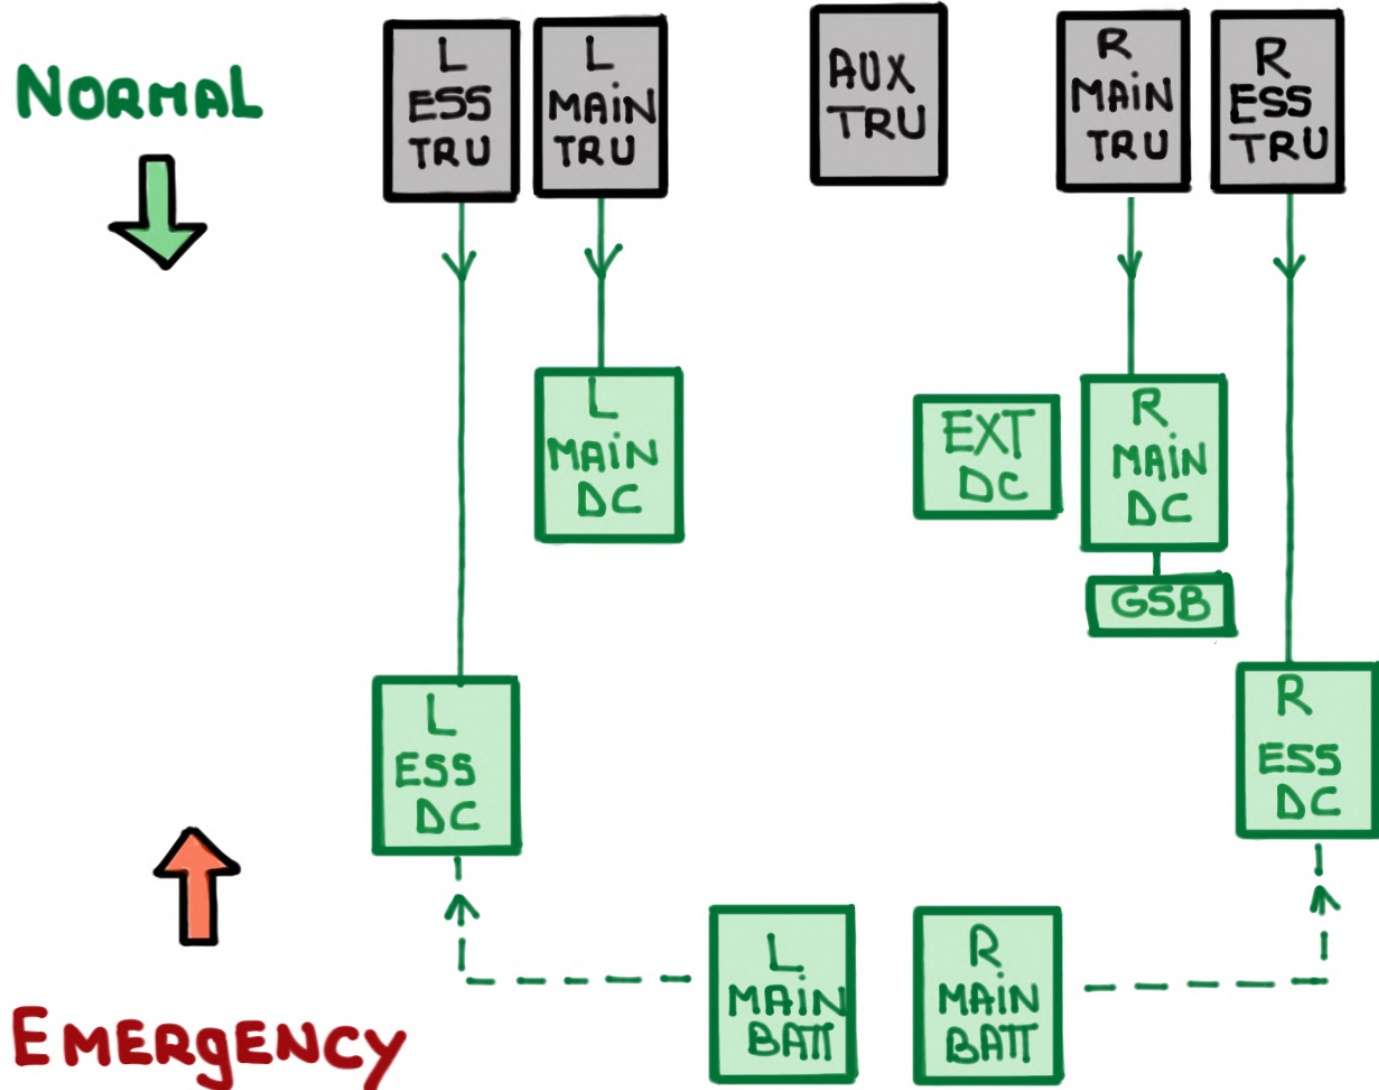 NORMAL
L
ESS
TRU
L
MAiN
TRU
AUX
TRU
R
MAiN
TRU
R
ESS
TRU
L
MAiN
DC
EXT
DC
R
MAiN
DC
GSB
L
ESS
DC
R
ESS
DC
L
MAiN
BATT
R
MAiN
BATT
EMERgENCY